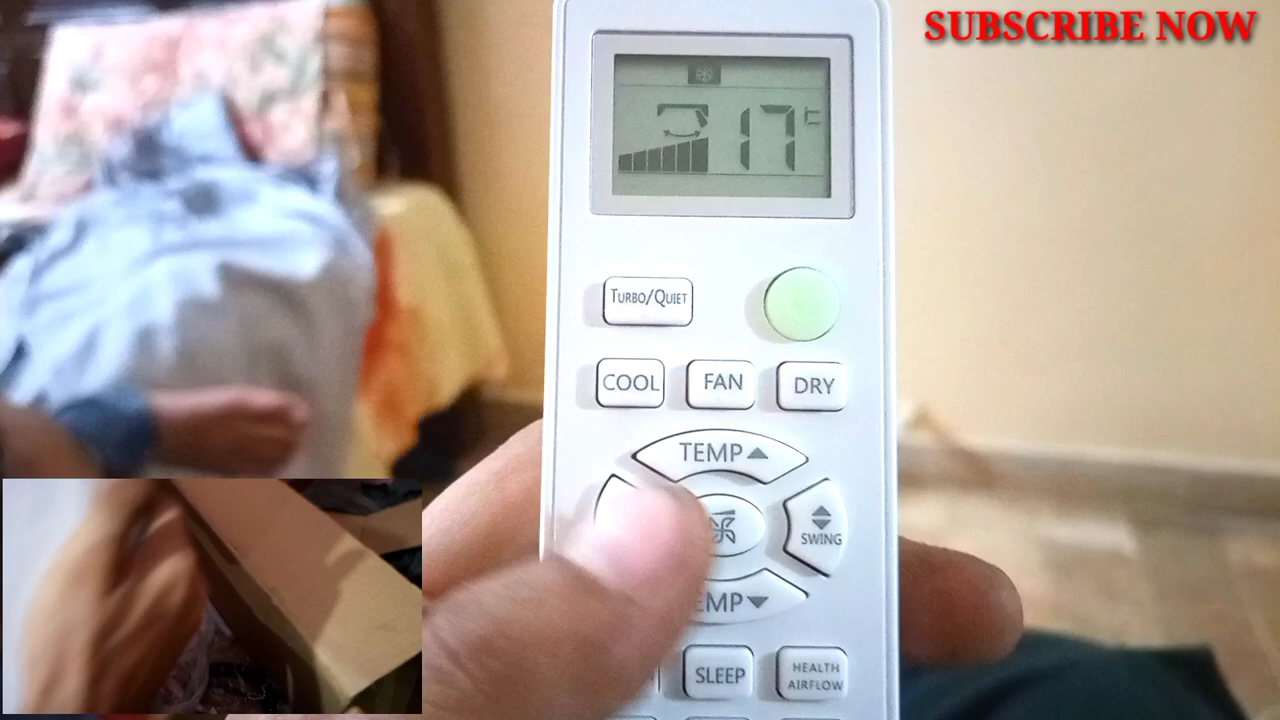 SUBSCRIBE NOW
17°C
TURBO/QUIET
COOL FAN DRY
TEMP
SWING
EMP
SLEEP HEALTH
AIRFLOW